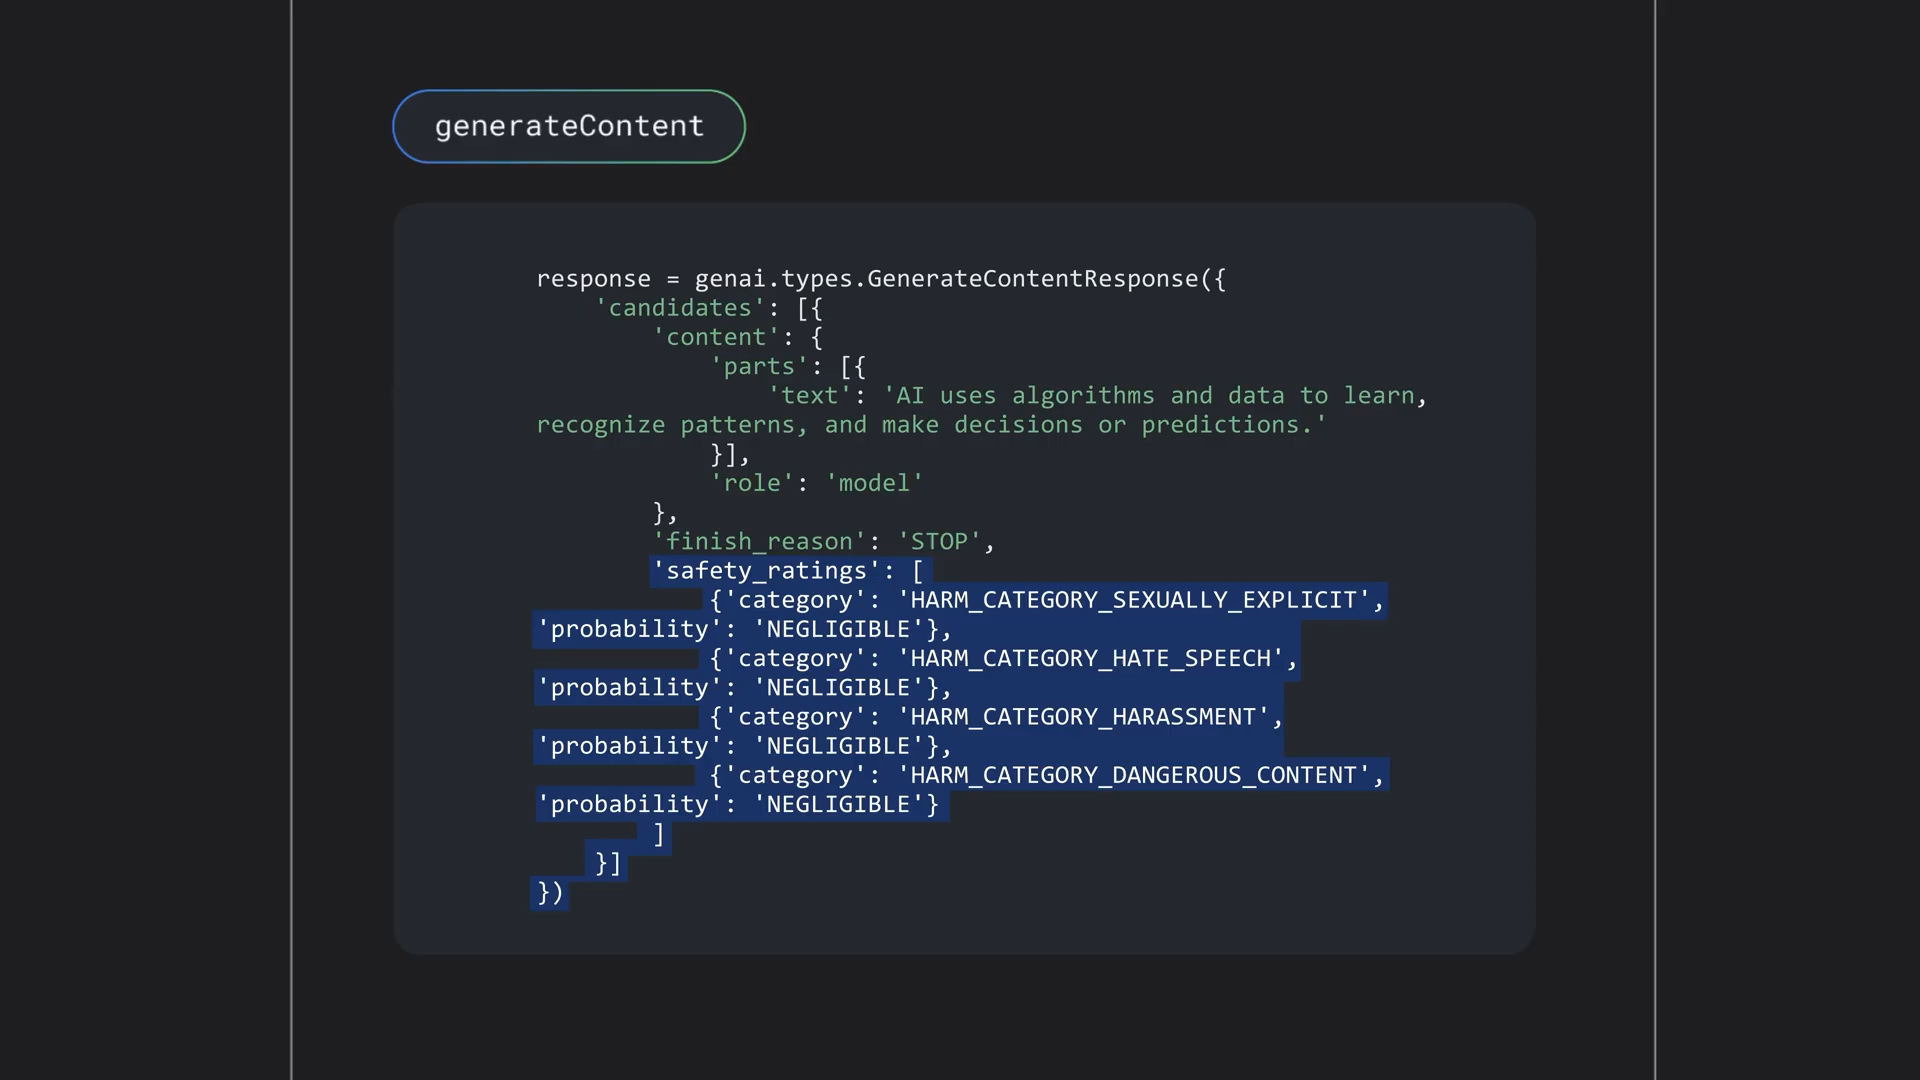 generateContent
response = genai.types.GenerateContentResponse({
'candidates': [{
'content': {
'parts': [{
'text': 'AI uses algorithms and data to learn,
recognize patterns, and make decisions or predictions.'
}],
'role': 'model'
},
'finish_reason': 'STOP',
'safety_ratings': [
{'category': 'HARM_CATEGORY_SEXUALLY_EXPLICIT',
'probability': 'NEGLIGIBLE'},
{'category': 'HARM_CATEGORY_HATE_SPEECH',
'probability': 'NEGLIGIBLE'},
{'category': 'HARM_CATEGORY_HARASSMENT',
'probability': 'NEGLIGIBLE'},
{'category': 'HARM_CATEGORY_DANGEROUS_CONTENT',
'probability': 'NEGLIGIBLE'}
]
}]
})